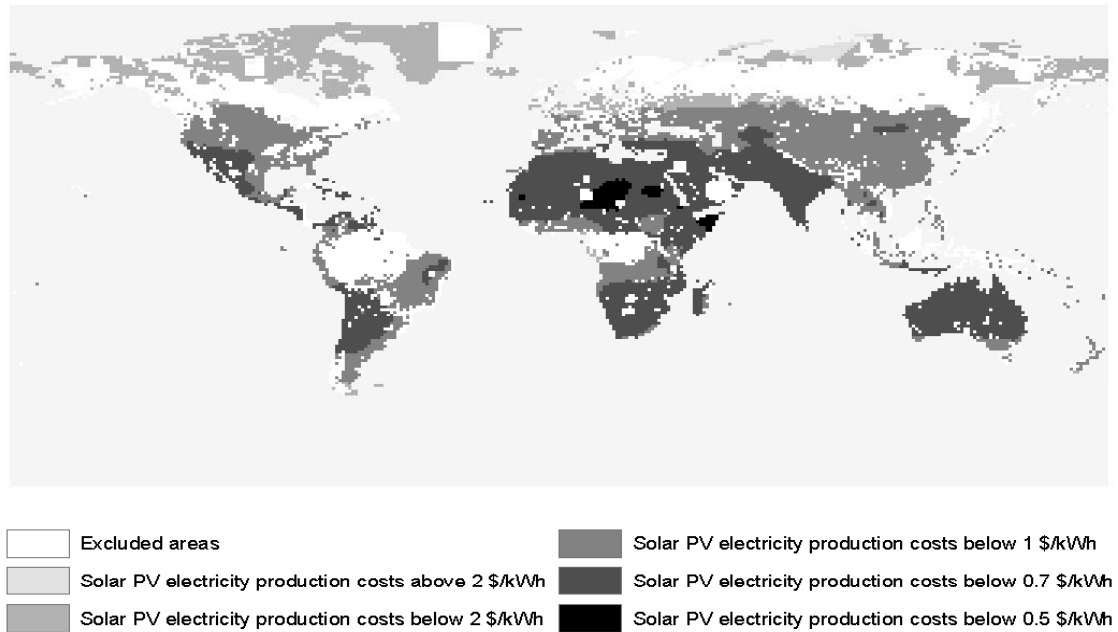 Excluded areas
Solar PV electricity production costs above 2 $/kWh
Solar PV electricity production costs below 2 $/kWh
Solar PV electricity production costs below 1 $/kWh
Solar PV electricity production costs below 0.7 $/kWh
Solar PV electricity production costs below 0.5 $/kWh